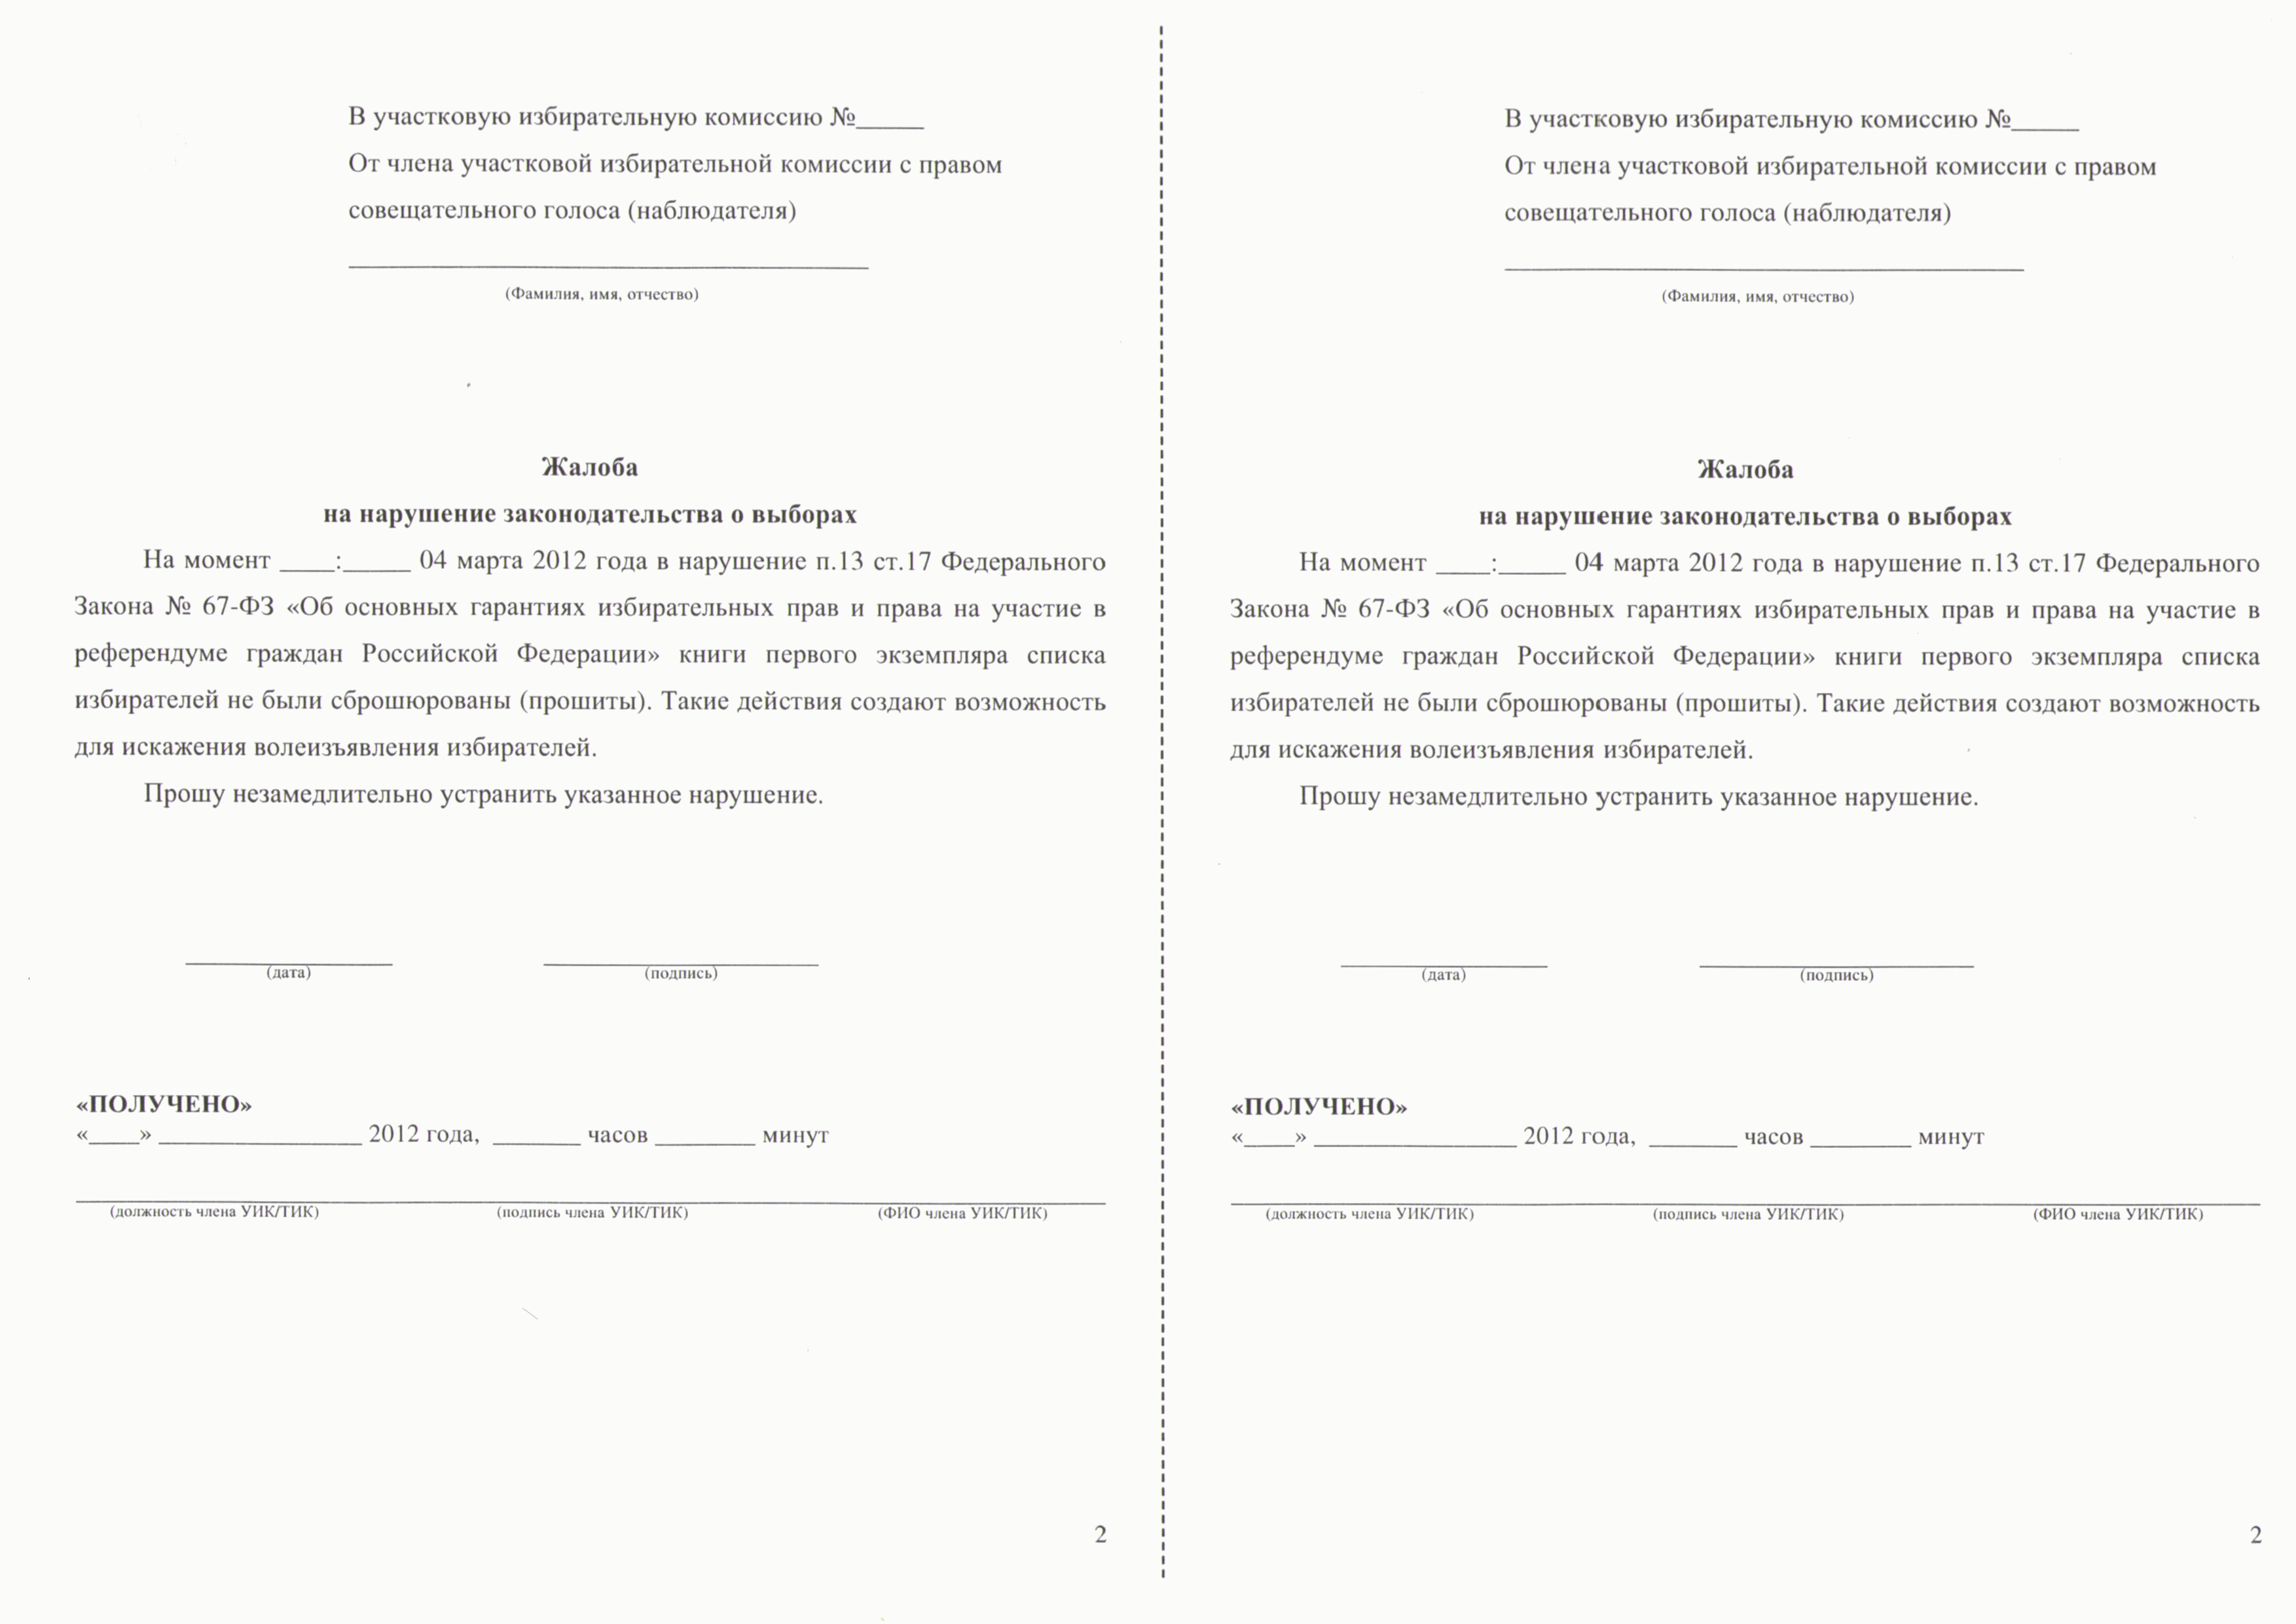 В участковую избирательную комиссию №_____
От члена участковой избирательной комиссии с правом
совещательного голоса (наблюдателя)
(Фамилия, имя, отчество)
Жалоба
на нарушение законодательства о выборах
На момент ____:_____ 04 марта 2012 года в нарушение п.13 ст.17 Федерального
Закона № 67-ФЗ «Об основных гарантиях избирательных прав и права на участие в
референдуме граждан Российской Федерации» книги первого экземпляра списка
избирателей не были сброшюрованы (прошиты). Такие действия создают возможность
для искажения волеизъявления избирателей.
Прошу незамедлительно устранить указанное нарушение.
(дата) (подпись)
«ПОЛУЧЕНО»
«____» ________________ 2012 года, _______ часов ________ минут
(должность члена УИК/ТИК) (подпись члена УИК/ТИК) (ФИО члена УИК/ТИК)
2
В участковую избирательную комиссию №_____
От члена участковой избирательной комиссии с правом
совещательного голоса (наблюдателя)
(Фамилия, имя, отчество)
Жалоба
на нарушение законодательства о выборах
На момент ____:_____ 04 марта 2012 года в нарушение п.13 ст.17 Федерального
Закона № 67-ФЗ «Об основных гарантиях избирательных прав и права на участие в
референдуме граждан Российской Федерации» книги первого экземпляра списка
избирателей не были сброшюрованы (прошиты). Такие действия создают возможность
для искажения волеизъявления избирателей.
Прошу незамедлительно устранить указанное нарушение.
(дата) (подпись)
«ПОЛУЧЕНО»
«____» ________________ 2012 года, _______ часов ________ минут
(должность члена УИК/ТИК) (подпись члена УИК/ТИК) (ФИО члена УИК/ТИК)
2